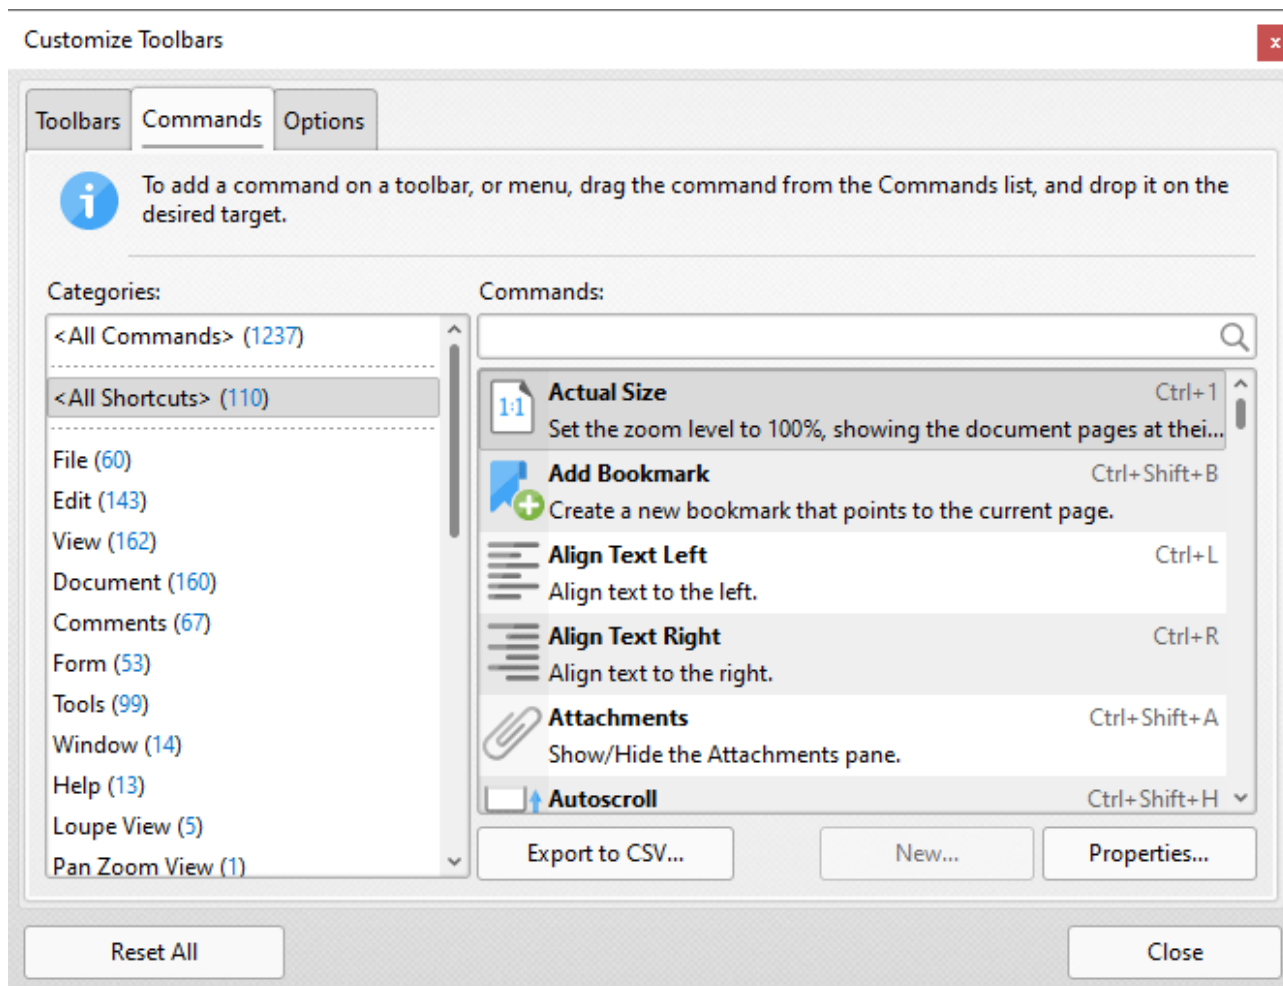 Customize Toolbars
x
Toolbars Commands Options
To add a command on a toolbar, or menu, drag the command from the Commands list, and drop it on the
desired target.
Categories:
<All Commands> (1237)
<All Shortcuts> (110)
File (60)
Edit (143)
View (162)
Document (160)
Comments (67)
Form (53)
Tools (99)
Window (14)
Help (13)
Loupe View (5)
Pan Zoom View (1)
Commands:
1:1
Actual Size Ctrl+1
Set the zoom level to 100%, showing the document pages at thei...
Add Bookmark Ctrl+Shift+B
Create a new bookmark that points to the current page.
Align Text Left Ctrl+L
Align text to the left.
Align Text Right Ctrl+R
Align text to the right.
Attachments Ctrl+Shift+A
Show/Hide the Attachments pane.
Autoscroll Ctrl+Shift+H
Export to CSV... New... Properties...
Reset All Close